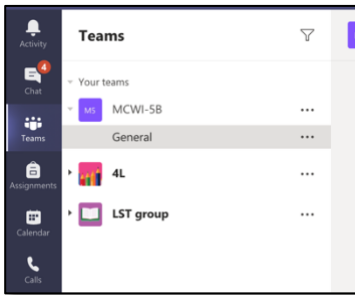 Activity
4
Chat
Teams
Assignments
Calendar
Calls
Teams
Your teams
MS
MCWI-5B
General
4L
LST group